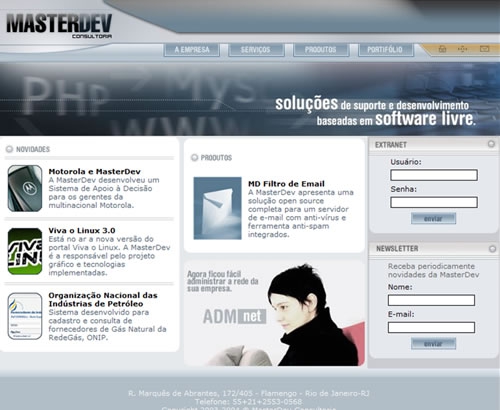 MASTERDEV
CONSULTORIA
A EMPRESA
SERVIÇOS
PRODUTOS
PORTIFÓLIO
PHP
MyS
WWW
soluções de suporte e desenvolvimento
baseadas em software livre.
NOVIDADES
Motorola e MasterDev
A MasterDev desenvolveu um
Sistema de Apoio à Decisão
para os gerentes da
multinacional Motorola.
Viva o Linux 3.0
Está no ar a nova versão do
portal Viva o Linux. A MasterDev
é a responsável pelo projeto
gráfico e tecnologias
implementadas.
Organização Nacional das
Indústrias de Petróleo
Sistema desenvolvido para
cadastro e consulta de
fornecedores de Gás Natural da
RedeGás, ONIP.
PRODUTOS
MD Filtro de Email
A MasterDev apresenta uma
solução open source
completa para um servidor
de e-mail com anti-vírus e
ferramenta anti-spam
integrados.
Agora ficou fácil
administrar a rede da
sua empresa.
ADMnet
EXTRANET
Usuário:
Senha:
enviar
NEWSLETTER
Receba periodicamente
novidades da MasterDev
Nome:
E-mail:
enviar
R. Marquês de Abrantes, 172/405 - Flamengo - Rio de Janeiro-RJ
Telefone: 55+21+2553-0568